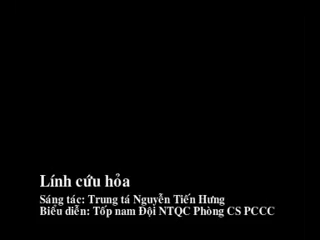 Lính cứu hỏa
Sáng tác: Trung tá Nguyễn Tiến Hưng
Biểu diễn: Tốp nam Đội NTQC Phòng CS PCCC